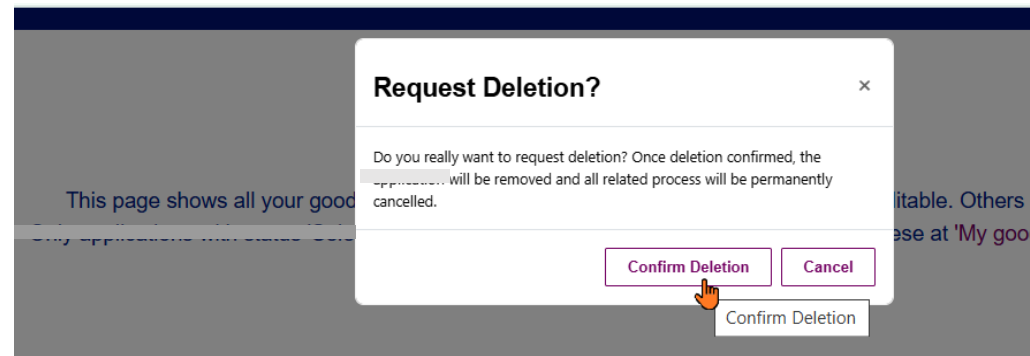 Request Deletion?
×
Do you really want to request deletion? Once deletion confirmed, the
will be removed and all related process will be permanently
cancelled.
This page shows all your good
itable. Others
ese at 'My goo
Confirm Deletion
Cancel
Confirm Deletion